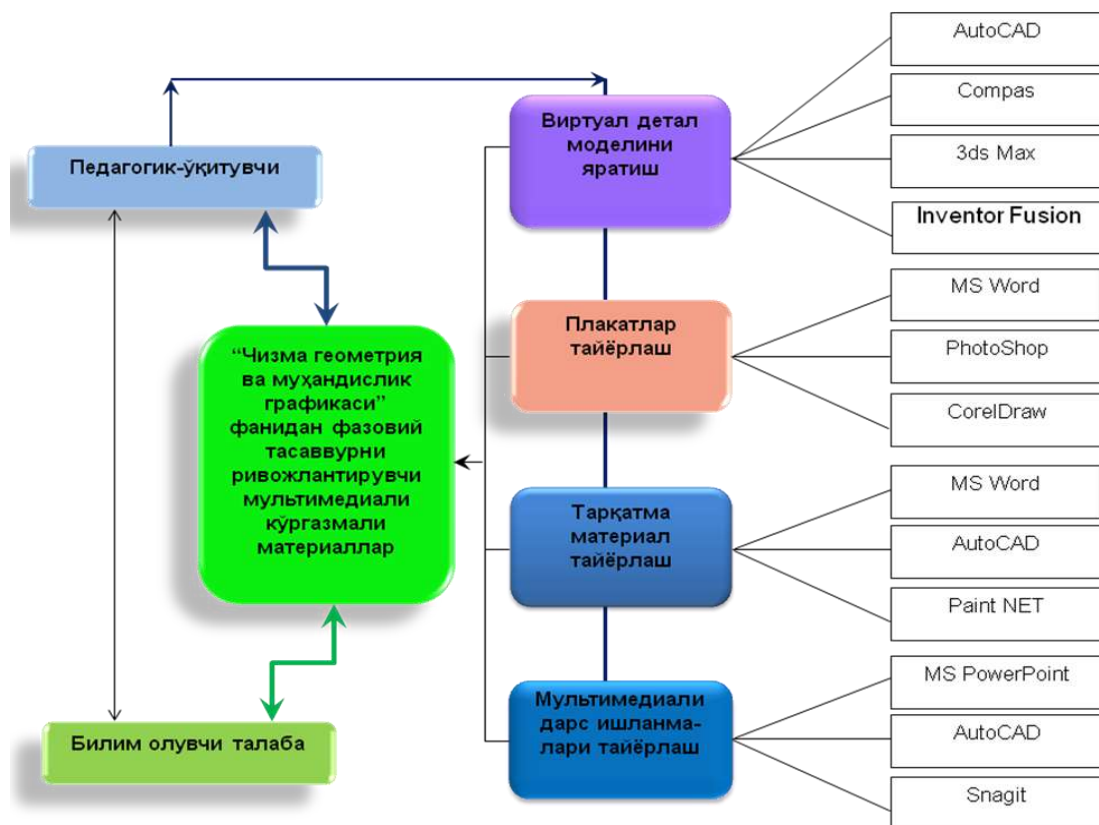 Педагогик-ўқитувчи
“Чизма геометрия
ва муҳандислик
графикаси”
фанидан фазовий
тасаввурни
ривожлантирувчи
мультимедиали
кўргазмали
материаллар
Билим олувчи талаба
Виртуал детал
моделини
яратиш
AutoCAD
Compas
3ds Max
Inventor Fusion
Плакатлар
тайёрлаш
MS Word
PhotoShop
CorelDraw
Тарқатма
материал
тайёрлаш
MS Word
AutoCAD
Paint NET
Мультимедиали
дарс ишланма-
лари тайёрлаш
MS PowerPoint
AutoCAD
Snagit